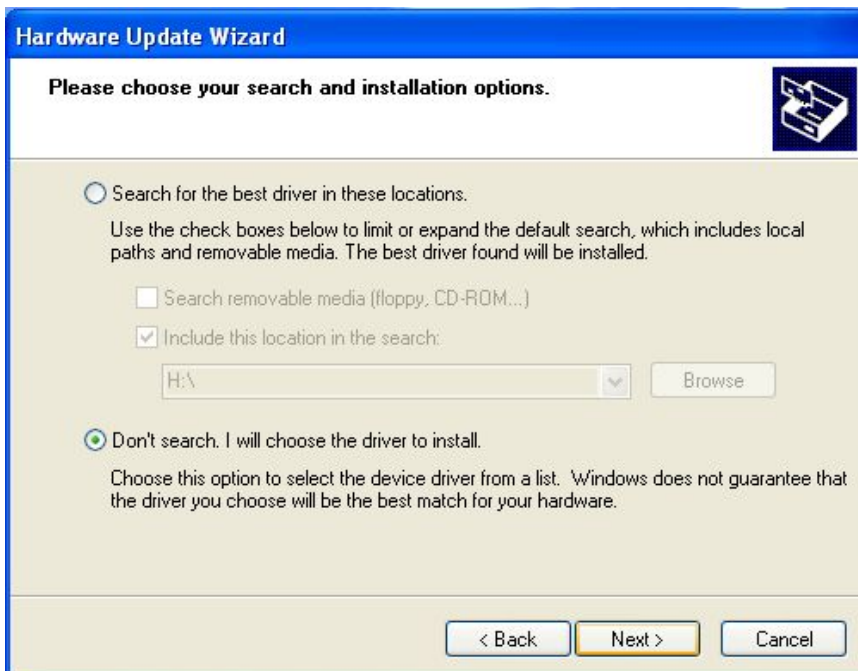 Hardware Update Wizard
Please choose your search and installation options.
Search for the best driver in these locations.
Use the check boxes below to limit or expand the default search, which includes local
paths and removable media. The best driver found will be installed.
Search removable media (floppy, CD-ROM...)
Include this location in the search:
H:\
Browse
Don't search. I will choose the driver to install.
Choose this option to select the device driver from a list. Windows does not guarantee that
the driver you choose will be the best match for your hardware.
< Back
Next >
Cancel